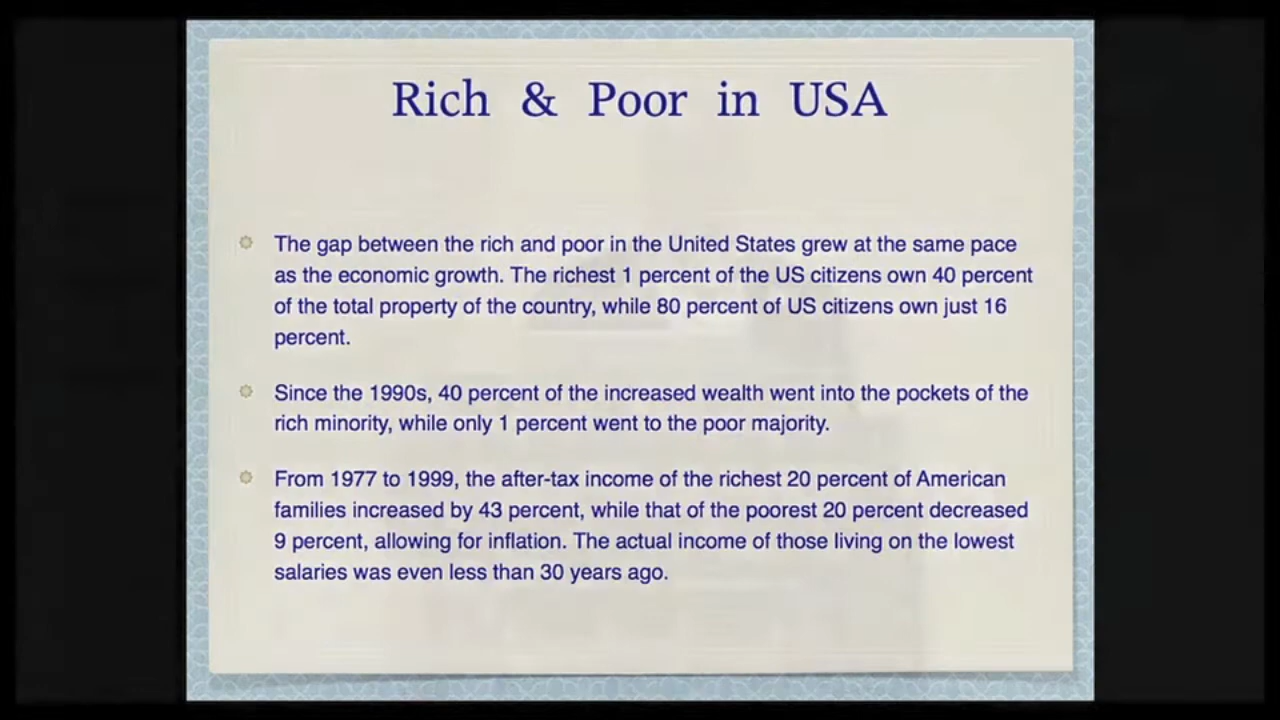 Rich & Poor in USA
The gap between the rich and poor in the United States grew at the same pace
as the economic growth. The richest 1 percent of the US citizens own 40 percent
of the total property of the country, while 80 percent of US citizens own just 16
percent.
Since the 1990s, 40 percent of the increased wealth went into the pockets of the
rich minority, while only 1 percent went to the poor majority.
From 1977 to 1999, the after-tax income of the richest 20 percent of American
families increased by 43 percent, while that of the poorest 20 percent decreased
9 percent, allowing for inflation. The actual income of those living on the lowest
salaries was even less than 30 years ago.